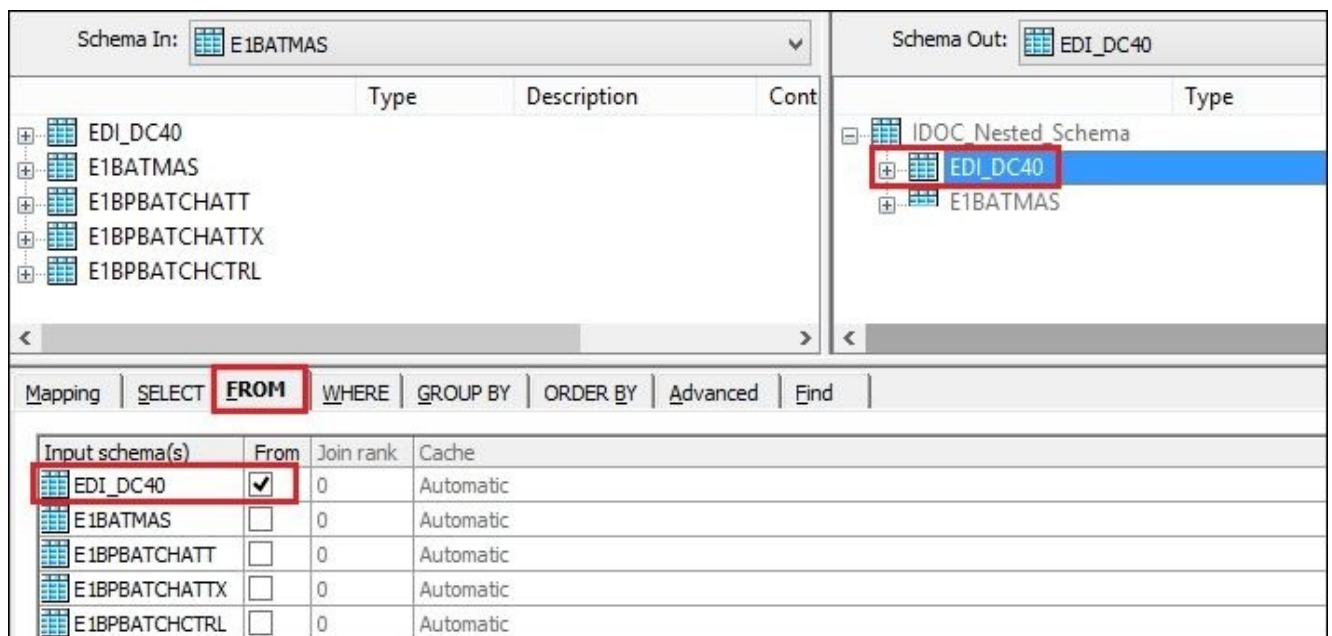 Schema In: E1BATMAS
Schema Out: EDI_DC40
Type Description Cont
EDI_DC40
E1BATMAS
E1BPBATCHATT
E1BPBATCHATTX
E1BPBATCHCTRL
Type
IDOC_Nested_Schema
EDI_DC40
E1BATMAS
Mapping SELECT FROM WHERE GROUP BY ORDER BY Advanced Find
Input schema(s) From Join rank Cache
EDI_DC40 0 Automatic
E1BATMAS 0 Automatic
E1BPBATCHATT 0 Automatic
E1BPBATCHATTX 0 Automatic
E1BPBATCHCTRL 0 Automatic